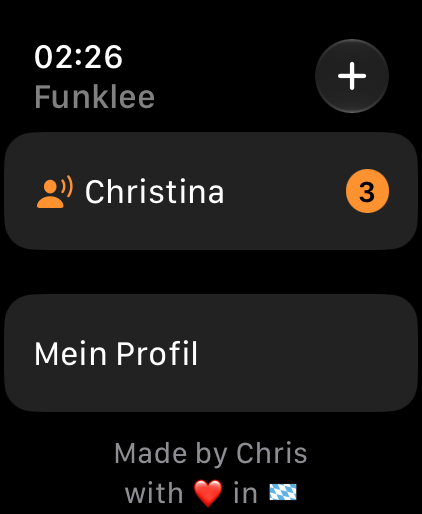 02:26
Funklee
Christina
3
Mein Profil
Made by Chris
with ❤️ in